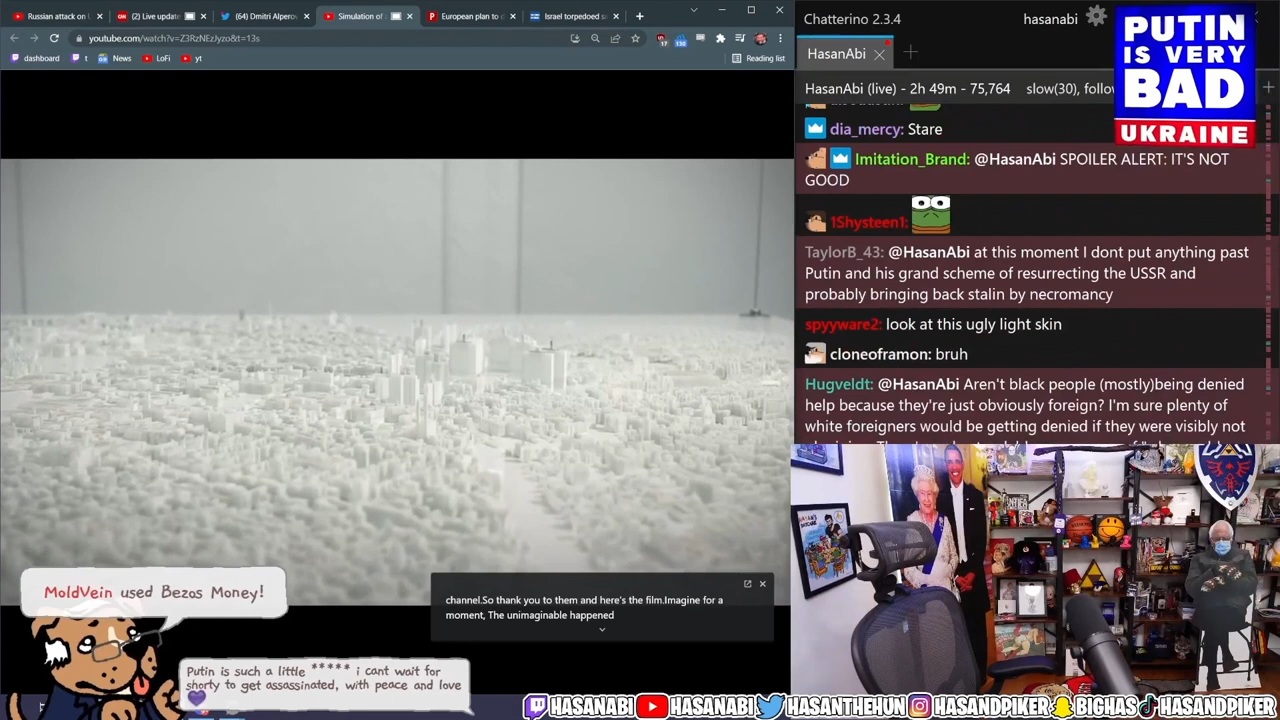 Russian attack on U
(2) Live update
(64) Dmitri Alperov
Simulation of
European plan to d
Israel torpedoed sa
youtube.com/watch?v=Z3RzNEzJyzo&t=13s
17
dashboard
t
News
LoFi
yt
Reading list
channel.So thank you to them and here's the film.Imagine for a
moment, The unimaginable happened
MoldVein used Bezos Money!
Putin is such a little ***** i cant wait for
shorty to get assassinated, with peace and love
Chatterino 2.3.4
hasanabi
HasanAbi
HasanAbi (live) - 2h 49m - 75,764
slow(30), follow
PUTIN
IS VERY
BAD
UKRAINE
dia_mercy: Stare
Imitation_Brand: @HasanAbi SPOILER ALERT: IT'S NOT
GOOD
1Shysteen1:
TaylorB_43: @HasanAbi at this moment I dont put anything past
Putin and his grand scheme of resurrecting the USSR and
probably bringing back stalin by necromancy
spyyware2: look at this ugly light skin
cloneoframon: bruh
Hugveldt: @HasanAbi Aren't black people (mostly)being denied
help because they're just obviously foreign? I'm sure plenty of
white foreigners would be getting denied if they were visibly not
HASANABI
HASANABI
HASANTHEHUN
HASANDPIKER
BIGHAS
HASANDPIKER